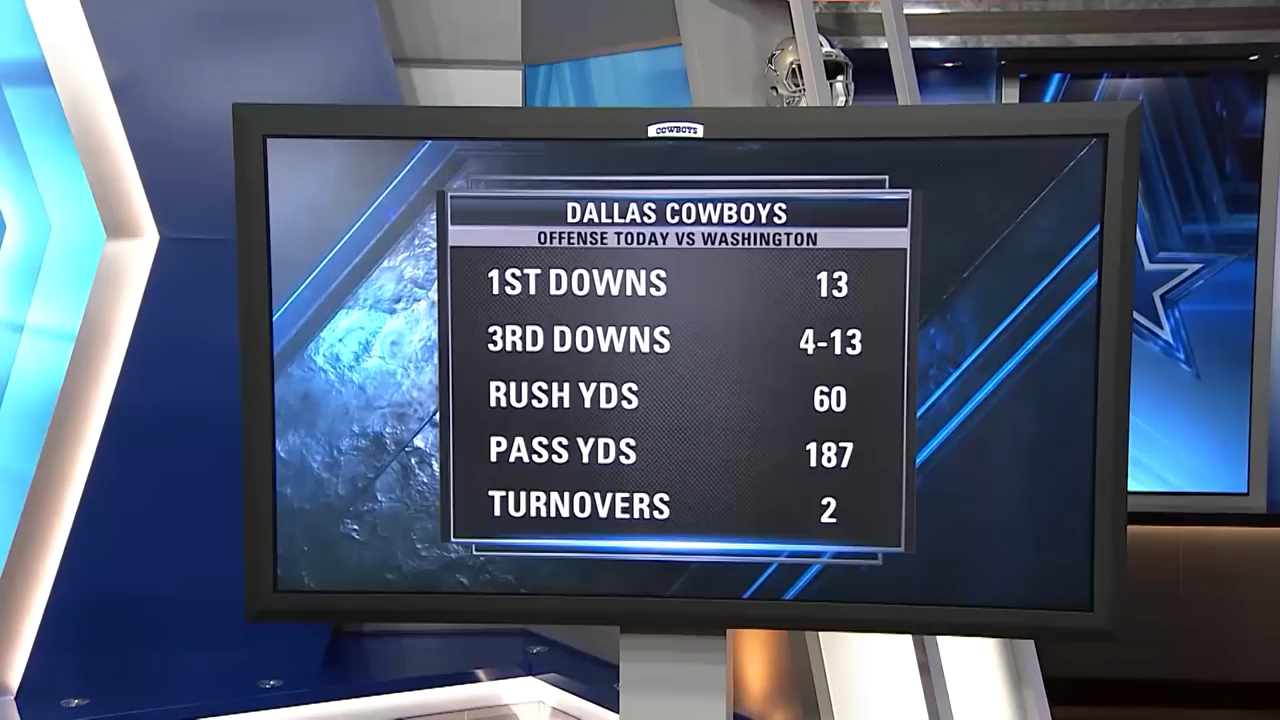 COWBOYS
DALLAS COWBOYS
OFFENSE TODAY VS WASHINGTON
1ST DOWNS 13
3RD DOWNS 4-13
RUSH YDS 60
PASS YDS 187
TURNOVERS 2